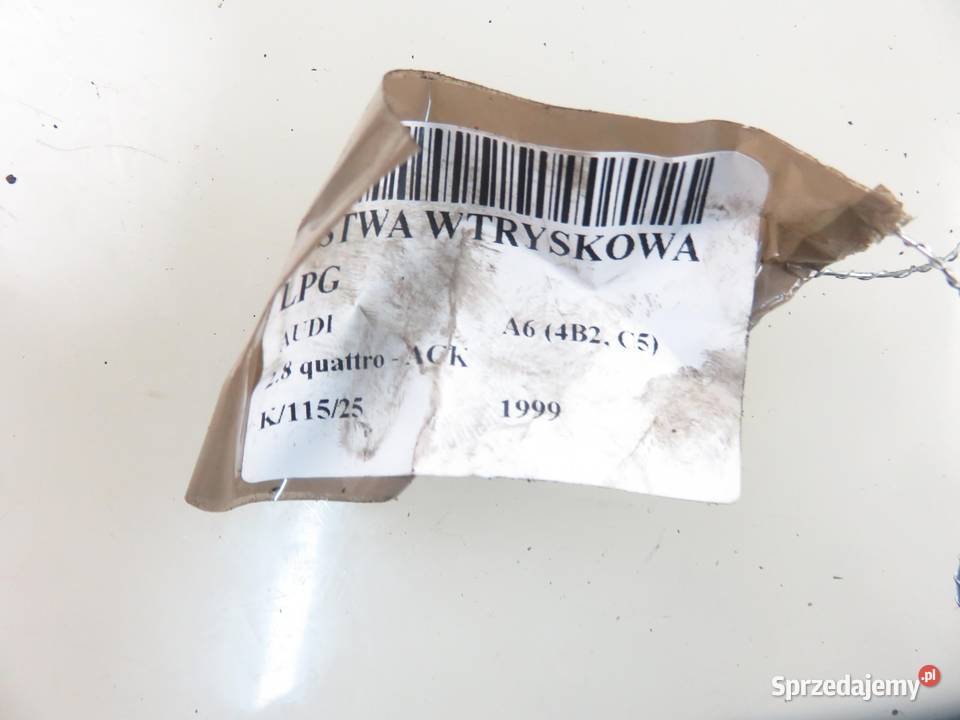 STWA WTRYSKOWA
LPG
AUDI A6 (4B2, C5)
2.8 quattro - ACK
K/115/25 1999
Sprzedajemy.pl